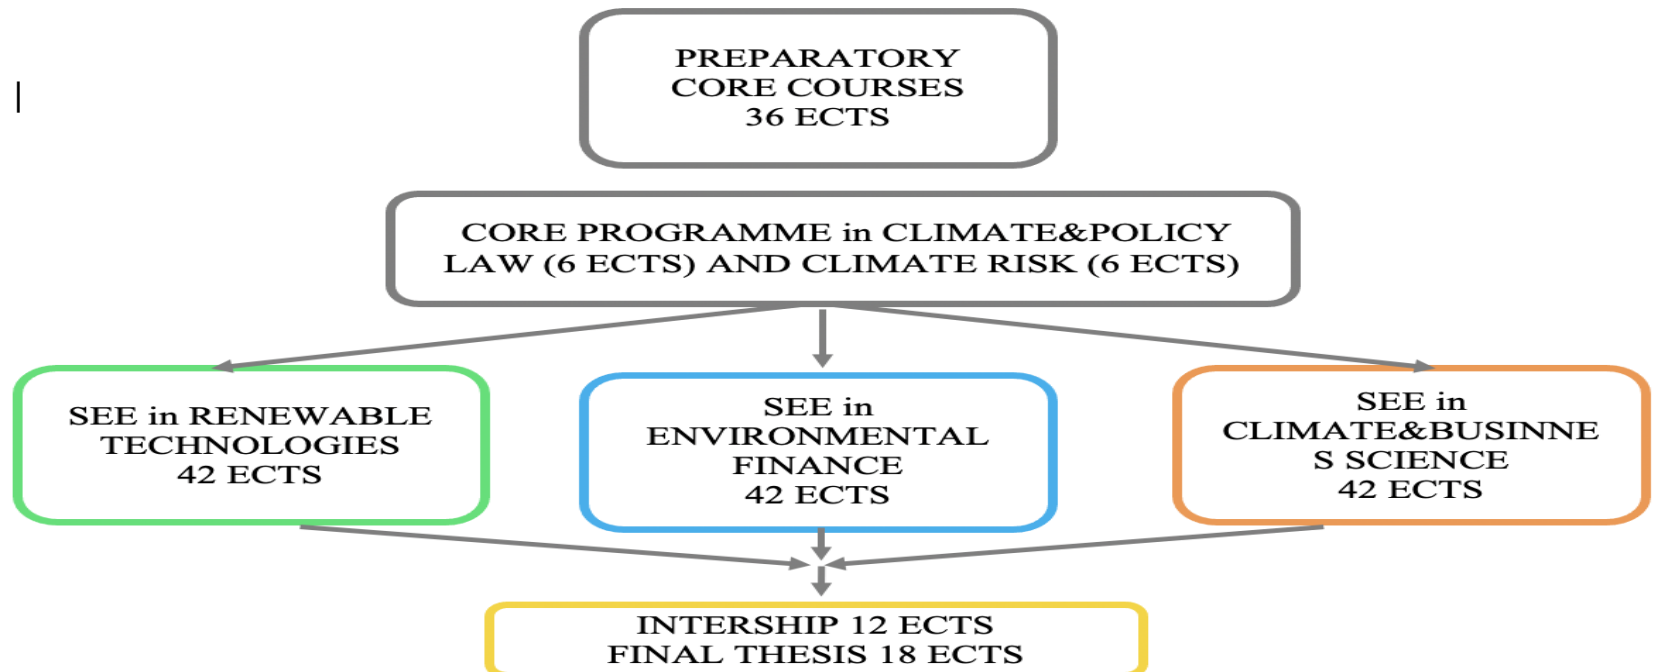 PREPARATORY
CORE COURSES
36 ECTS
CORE PROGRAMME in CLIMATE&POLICY
LAW (6 ECTS) AND CLIMATE RISK (6 ECTS)
SEE in RENEWABLE
TECHNOLOGIES
42 ECTS
SEE in
ENVIRONMENTAL
FINANCE
42 ECTS
SEE in
CLIMATE&BUSINNE
S SCIENCE
42 ECTS
INTERSHIP 12 ECTS
FINAL THESIS 18 ECTS